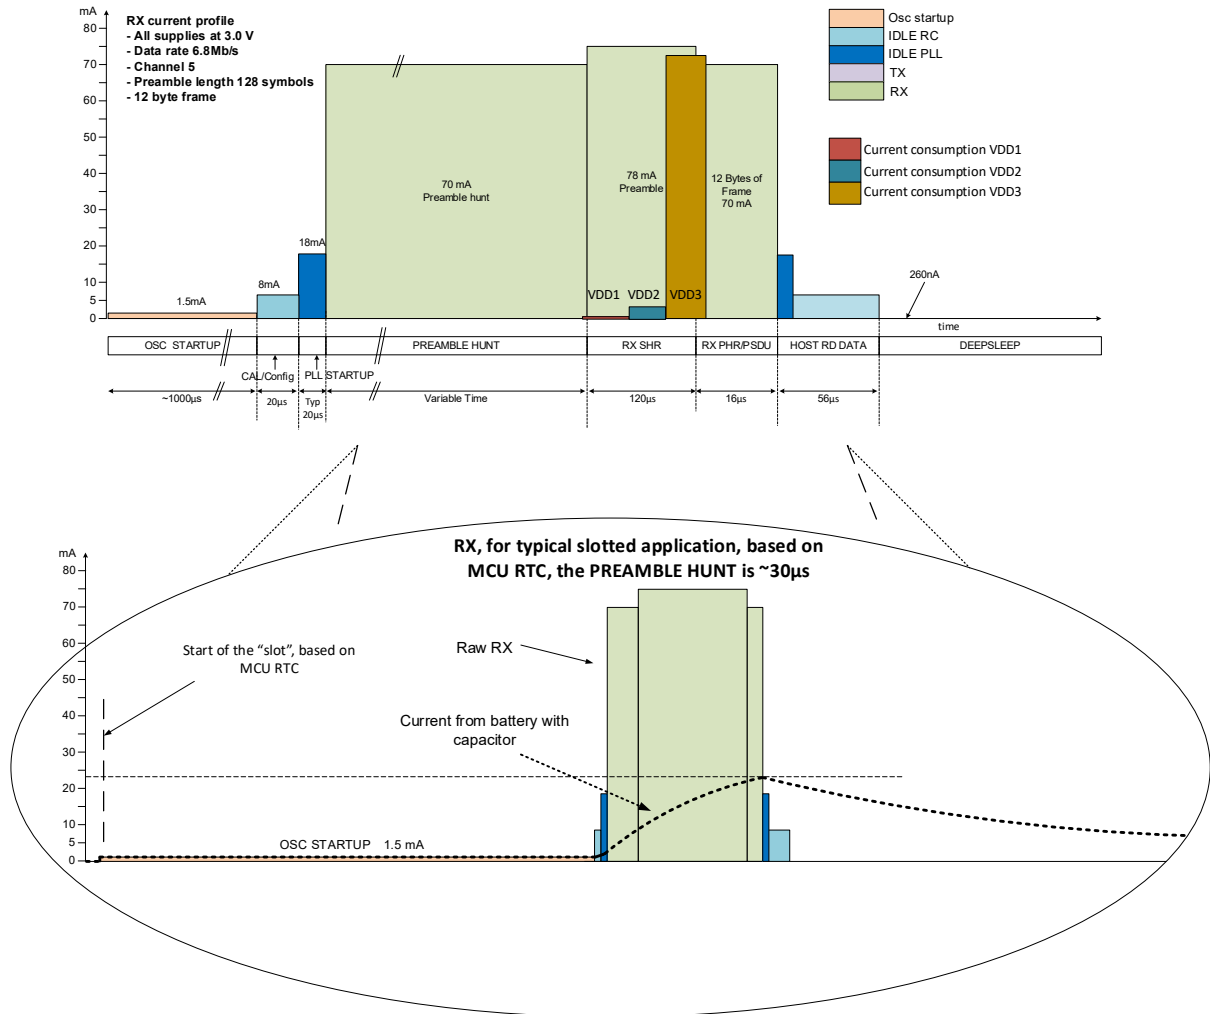 mA
80
70
60
50
40
30
20
10
5
0
RX current profile
- All supplies at 3.0 V
- Data rate 6.8Mb/s
- Channel 5
- Preamble length 128 symbols
- 12 byte frame
Osc startup
IDLE RC
IDLE PLL
TX
RX
Current consumption VDD1
Current consumption VDD2
Current consumption VDD3
1.5mA
8mA
18mA
70 mA
Preamble hunt
78 mA
Preamble
12 Bytes of
Frame
70 mA
VDD1
VDD2
VDD3
260nA
time
OSC STARTUP
PREAMBLE HUNT
RX SHR
RX PHR/PSDU
HOST RD DATA
DEEPSLEEP
CAL/Config
PLL STARTUP
~1000µs
20µs
Typ
20µs
Variable Time
120µs
16µs
56µs
RX, for typical slotted application, based on
MCU RTC, the PREAMBLE HUNT is ~30µs
mA
80
70
60
50
40
30
20
10
5
0
Start of the “slot”, based on
MCU RTC
Raw RX
Current from battery with
capacitor
OSC STARTUP 1.5 mA